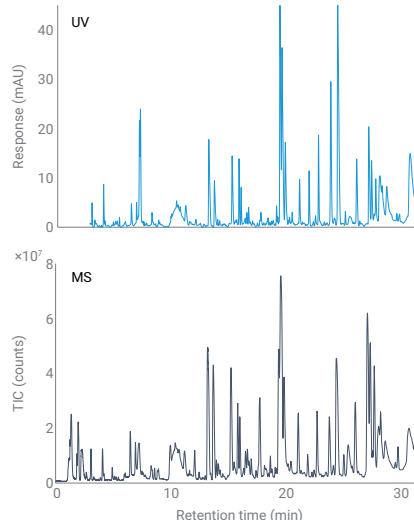 UV
Response (mAU)
40
30
20
10
0
×10⁷
MS
TIC (counts)
8
6
4
2
0
0 10 20 30
Retention time (min)